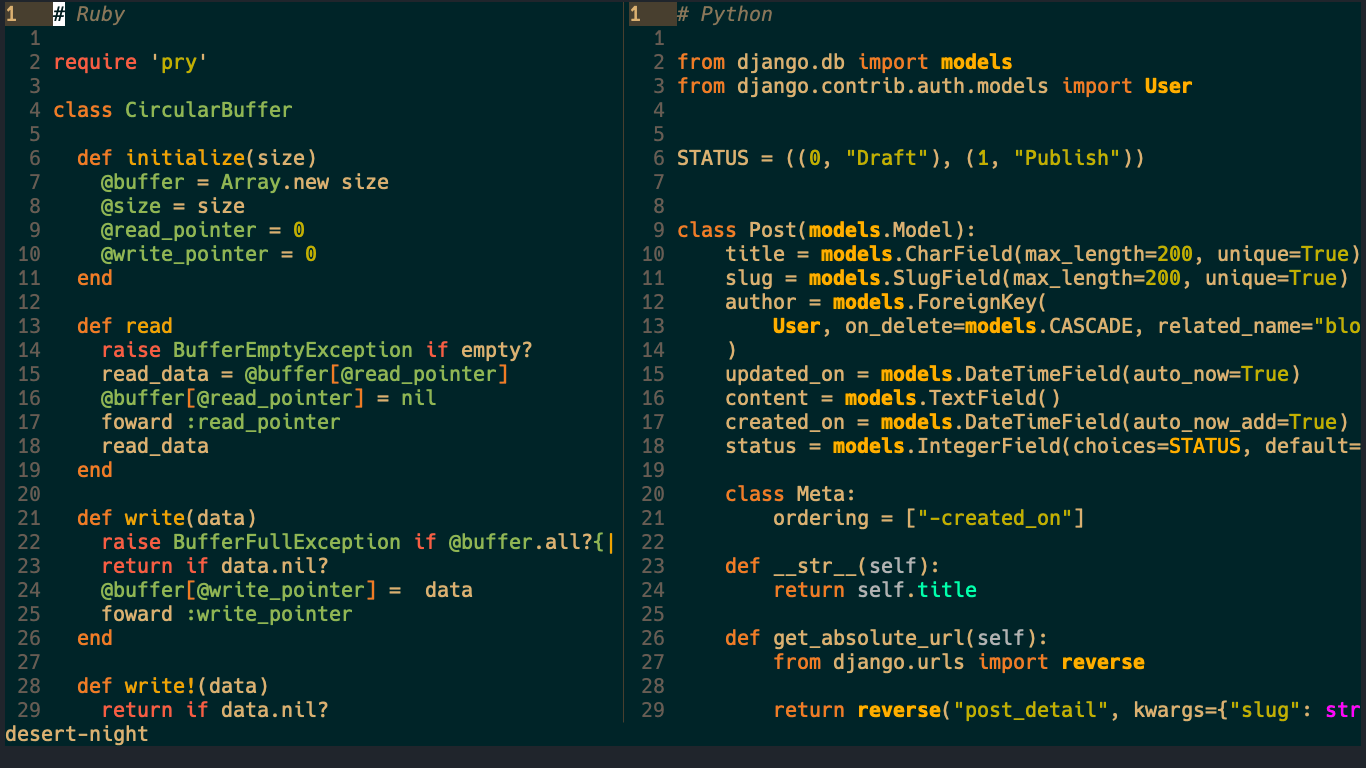 1 # Ruby
1
2 require 'pry'
3
4 class CircularBuffer
5
6 def initialize(size)
7 @buffer = Array.new size
8 @size = size
9 @read_pointer = 0
10 @write_pointer = 0
11 end
12
13 def read
14 raise BufferEmptyException if empty?
15 read_data = @buffer[@read_pointer]
16 @buffer[@read_pointer] = nil
17 foward :read_pointer
18 read_data
19 end
20
21 def write(data)
22 raise BufferFullException if @buffer.all?{|
23 return if data.nil?
24 @buffer[@write_pointer] =  data
25 foward :write_pointer
26 end
27
28 def write!(data)
29 return if data.nil?
1 # Python
1
2 from django.db import models
3 from django.contrib.auth.models import User
4
5
6 STATUS = ((0, "Draft"), (1, "Publish"))
7
8
9 class Post(models.Model):
10 title = models.CharField(max_length=200, unique=True)
11 slug = models.SlugField(max_length=200, unique=True)
12 author = models.ForeignKey(
13 User, on_delete=models.CASCADE, related_name="blo
14 )
15 updated_on = models.DateTimeField(auto_now=True)
16 content = models.TextField()
17 created_on = models.DateTimeField(auto_now_add=True)
18 status = models.IntegerField(choices=STATUS, default=
19
20 class Meta:
21 ordering = ["-created_on"]
22
23 def __str__(self):
24 return self.title
25
26 def get_absolute_url(self):
27 from django.urls import reverse
28
29 return reverse("post_detail", kwargs={"slug": str
desert-night